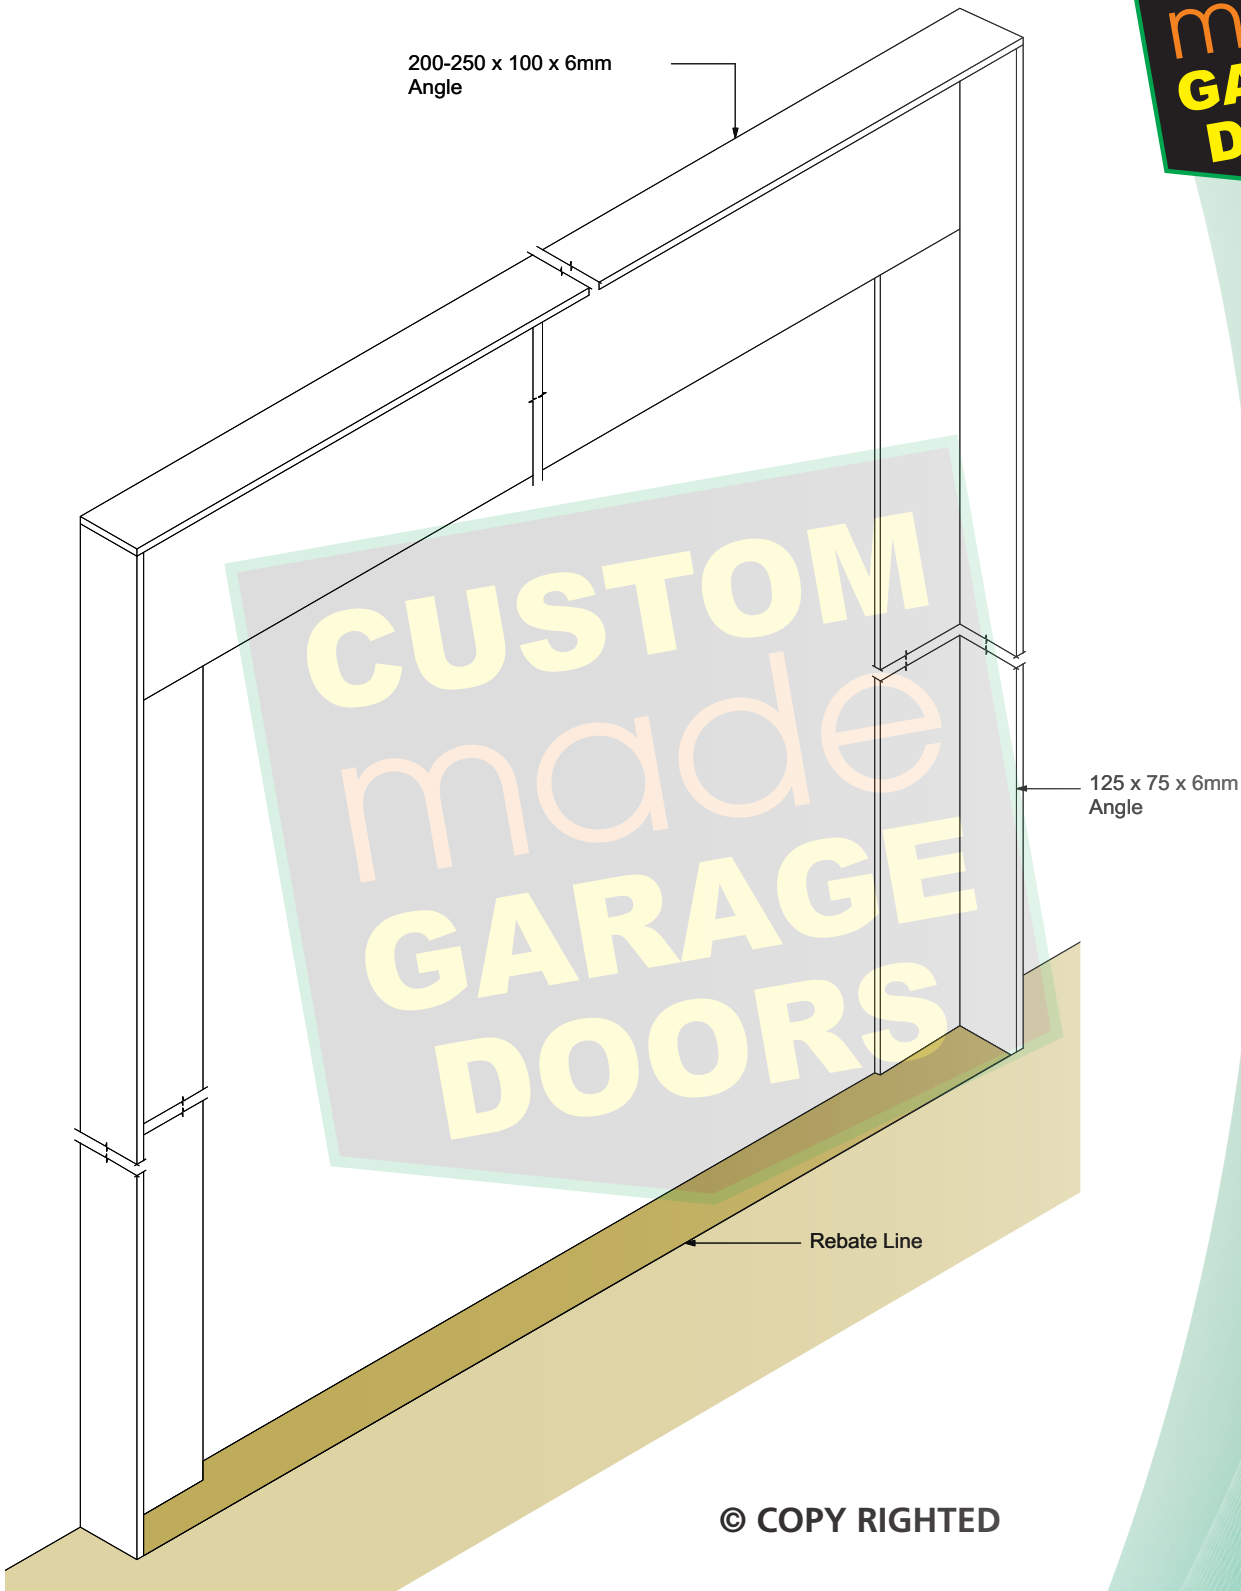 200-250 x 100 x 6mm
Angle
CUSTOM
made
GARAGE
DOORS
125 x 75 x 6mm
Angle
Rebate Line
© COPY RIGHTED